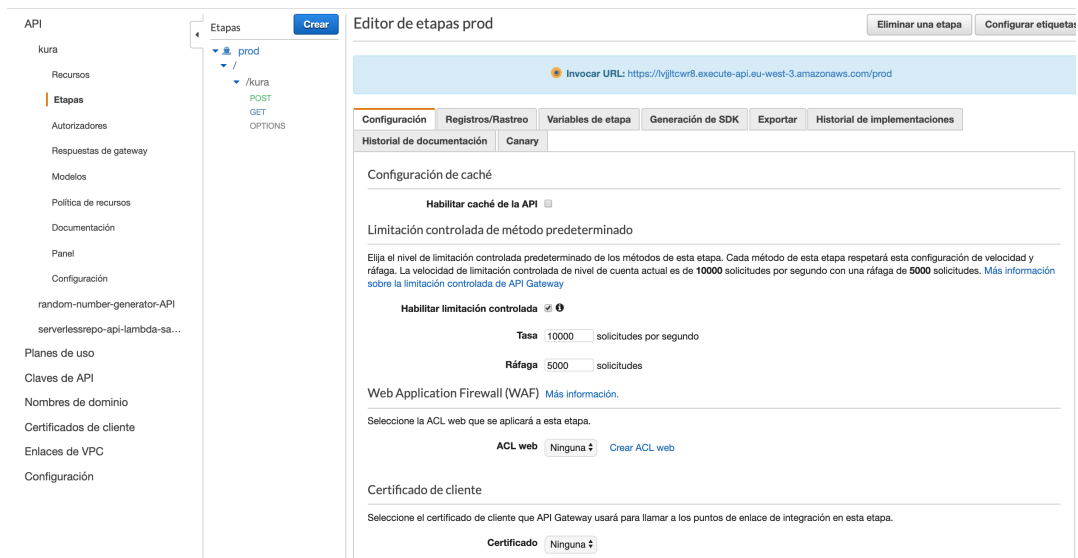 API
kura
Recursos
Etapas
Autorizadores
Respuestas de gateway
Modelos
Política de recursos
Documentación
Panel
Configuración
random-number-generator-API
serverlessrepo-api-lambda-sa...
Planes de uso
Claves de API
Nombres de dominio
Certificados de cliente
Enlaces de VPC
Configuración
Etapas
Crear
prod
/
/kura
POST
GET
OPTIONS
Editor de etapas prod
Eliminar una etapa
Configurar etiquetas
Invocar URL: https://lvjjltcwr8.execute-api.eu-west-3.amazonaws.com/prod
Configuración
Registros/Rastreo
Variables de etapa
Generación de SDK
Exportar
Historial de implementaciones
Historial de documentación
Canary
Configuración de caché
Habilitar caché de la API
Limitación controlada de método predeterminado
Elija el nivel de limitación controlada predeterminado de los métodos de esta etapa. Cada método de esta etapa respetará esta configuración de velocidad y
ráfaga. La velocidad de limitación controlada de nivel de cuenta actual es de 10000 solicitudes por segundo con una ráfaga de 5000 solicitudes. Más información
sobre la limitación controlada de API Gateway
Habilitar limitación controlada
Tasa 10000 solicitudes por segundo
Ráfaga 5000 solicitudes
Web Application Firewall (WAF) Más información.
Seleccione la ACL web que se aplicará a esta etapa.
ACL web Ninguna Crear ACL web
Certificado de cliente
Seleccione el certificado de cliente que API Gateway usará para llamar a los puntos de enlace de integración en esta etapa.
Certificado Ninguna